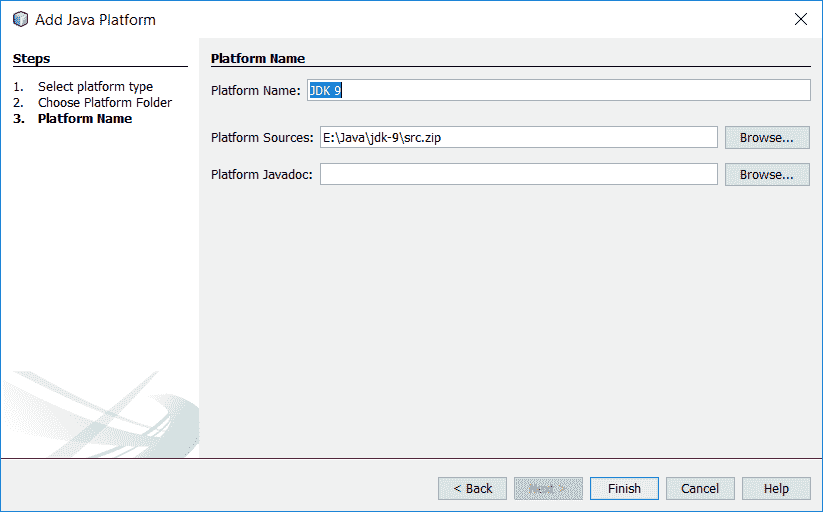 Add Java Platform
Steps
1. Select platform type
2. Choose Platform Folder
3. Platform Name
Platform Name
Platform Name: JDK 9
Platform Sources: E:\Java\jdk-9\src.zip Browse...
Platform Javadoc: Browse...
< Back Next > Finish Cancel Help